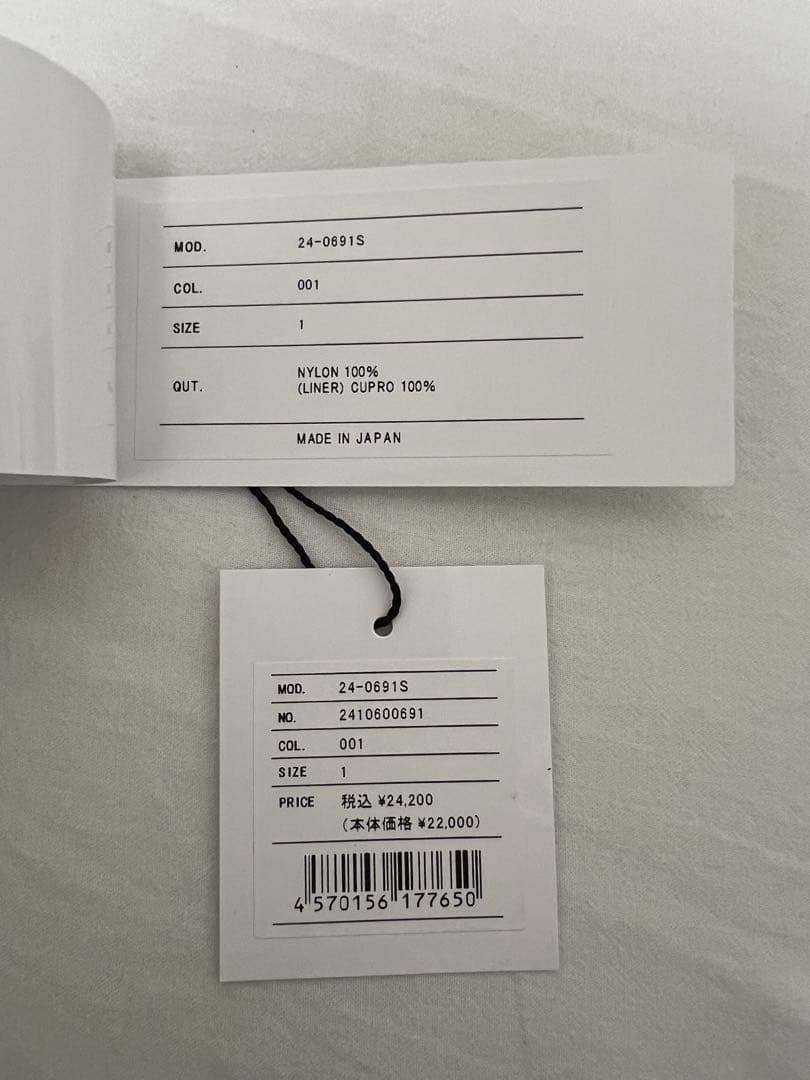 MOD. 24-0691S
COL. 001
SIZE 1
QUT. NYLON 100%
(LINER) CUPRO 100%
MADE IN JAPAN
MOD. 24-0691S
NO. 2410600691
COL. 001
SIZE 1
PRICE 税込 ¥24,200
(本体価格 ¥22,000)
4 570156 177650